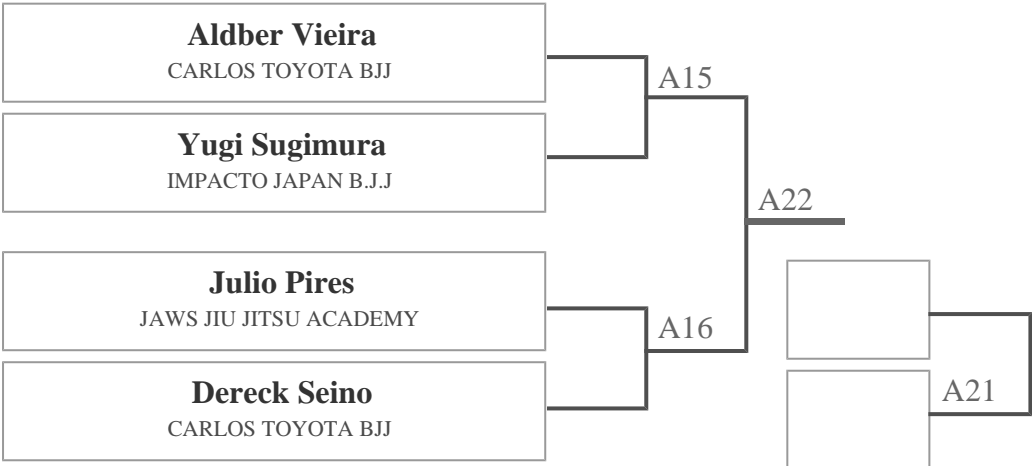 Aldber Vieira
CARLOS TOYOTA BJJ
A15
Yugi Sugimura
IMPACTO JAPAN B.J.J
A22
Julio Pires
JAWS JIU JITSU ACADEMY
A16
Dereck Seino
CARLOS TOYOTA BJJ
A21